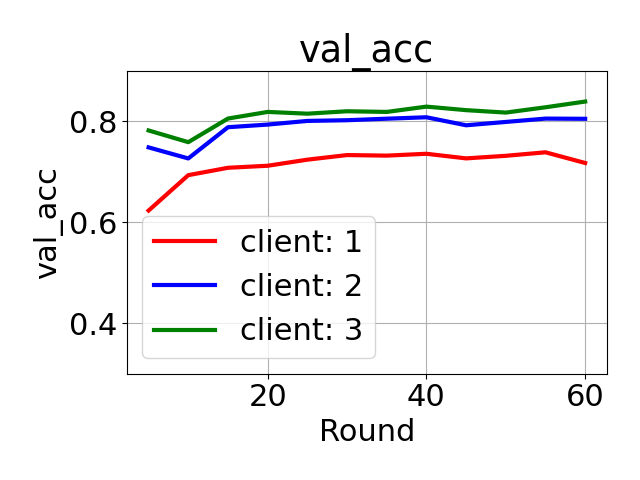 val_acc
val_acc
0.8
0.6
0.4
client: 1
client: 2
client: 3
20 40 60
Round